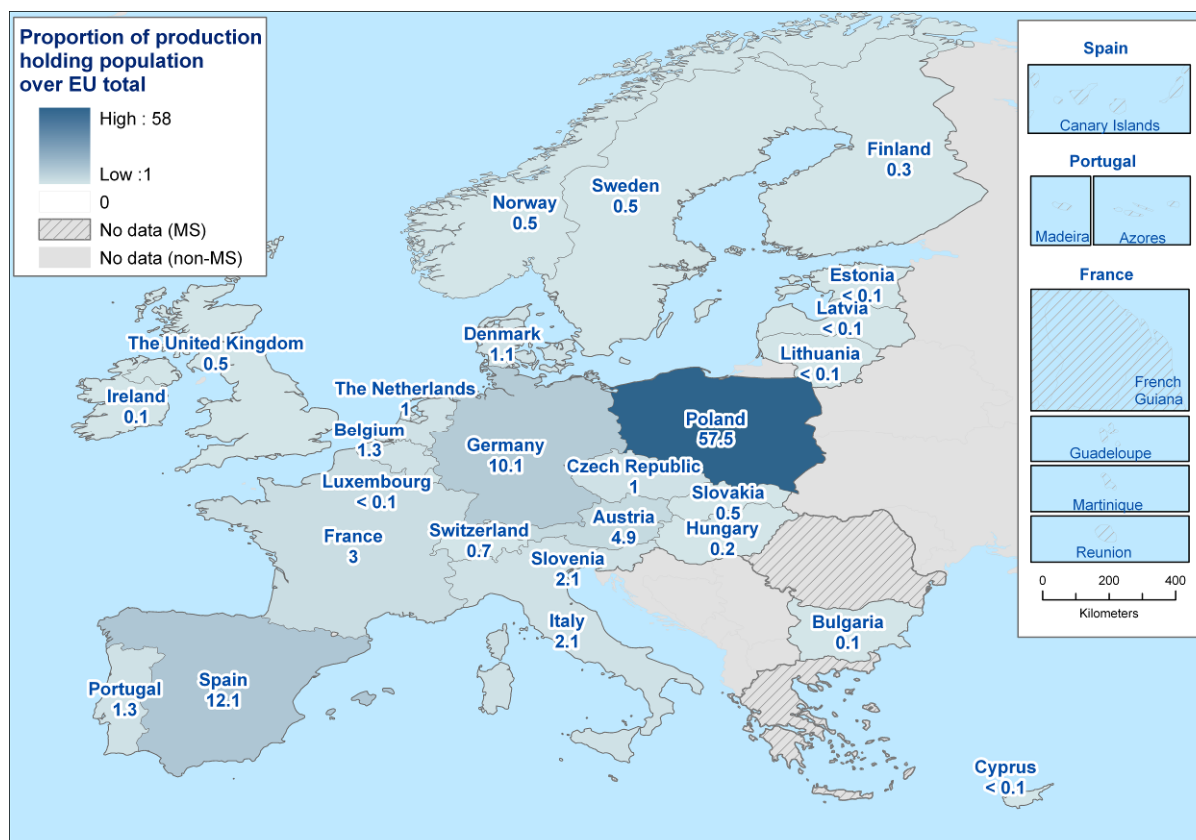 Proportion of production
holding population
over EU total
High : 58
Low :1
0
No data (MS)
No data (non-MS)
Finland
0.3
Sweden
0.5
Norway
0.5
Estonia
< 0.1
Latvia
< 0.1
Lithuania
< 0.1
Denmark
1.1
The United Kingdom
0.5
Ireland
0.1
The Netherlands
1
Belgium
1.3
Luxembourg
< 0.1
Germany
10.1
Poland
57.5
Czech Republic
1
Slovakia
0.5
Austria
4.9
Hungary
0.2
France
3
Switzerland
0.7
Slovenia
2.1
Italy
2.1
Bulgaria
0.1
Portugal
1.3
Spain
12.1
Cyprus
< 0.1
Spain
Canary Islands
Portugal
Madeira
Azores
France
French
Guiana
Guadeloupe
Martinique
Reunion
0 200 400
Kilometers